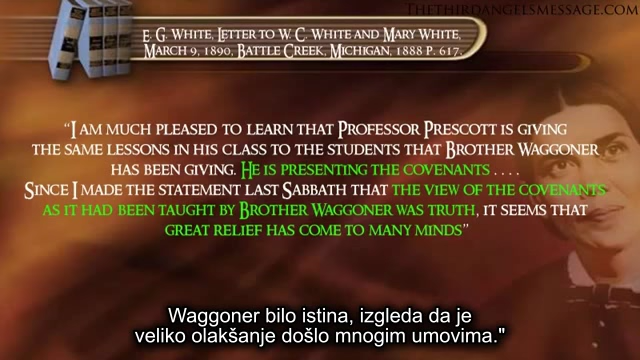 TheThirdAngelsMessage.com
E. G. White, Letter to W. C. White and Mary White,
March 9, 1890, Battle Creek, Michigan, 1888 p. 617.
“I am much pleased to learn that Professor Prescott is giving
the same lessons in his class to the students that Brother Waggoner
has been giving. He is presenting the covenants . . . .
Since I made the statement last Sabbath that the view of the covenants
as it had been taught by Brother Waggoner was truth, it seems that
great relief has come to many minds”
Waggoner bilo istina, izgleda da je
veliko olakšanje došlo mnogim umovima."